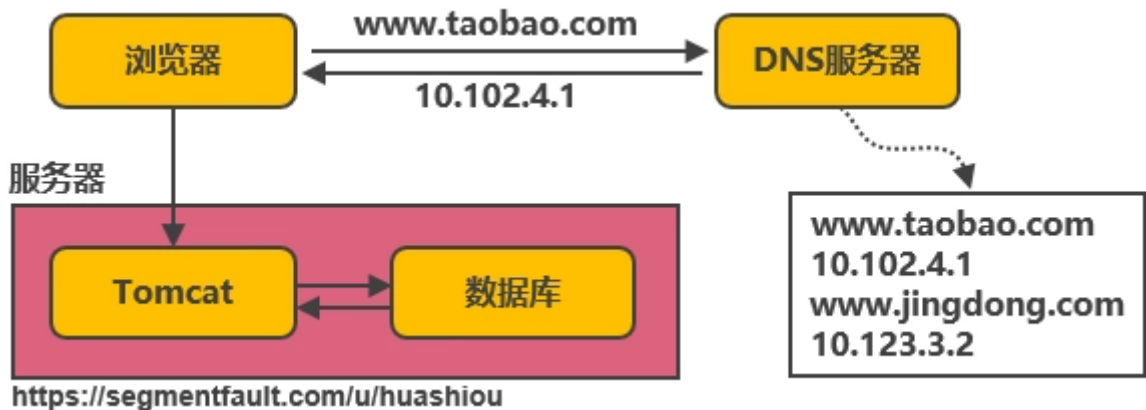 浏览器
www.taobao.com
DNS服务器
10.102.4.1
服务器
Tomcat
数据库
www.taobao.com
10.102.4.1
www.jingdong.com
10.123.3.2
https://segmentfault.com/u/huashiou